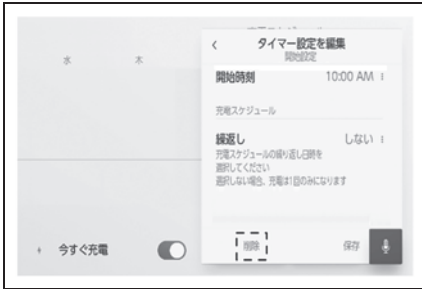 水
木
タイマー設定を編集
開始設定
開始時刻 10:00 AM
充電スケジュール
繰返し しない
充電スケジュールの繰り返し日時を
選択してください
選択しない場合、充電は1回のみになります
今すぐ充電
削除
保存